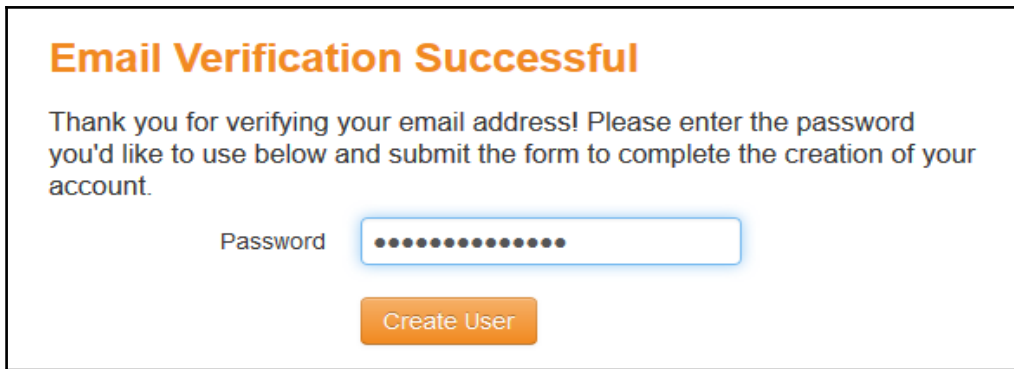 Email Verification Successful
Thank you for verifying your email address! Please enter the password
you'd like to use below and submit the form to complete the creation of your
account.
Password ••••••••••••••
Create User